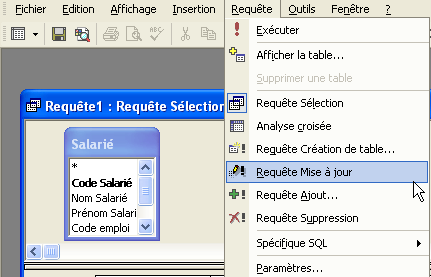 Fichier Edition Affichage Insertion Requête Outils Fenêtre ?
Exécuter
Afficher la table...
Supprimer une table
Requête1 : Requête Sélection
Requête Sélection
Analyse croisée
Requête Création de table...
Requête Mise à jour
Requête Ajout...
Requête Suppression
Spécifique SQL
Paramètres...
Salarié
*
Code Salarié
Nom Salarié
Prénom Salari
Code emploi